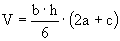 V = b·h/6 · (2a + c)